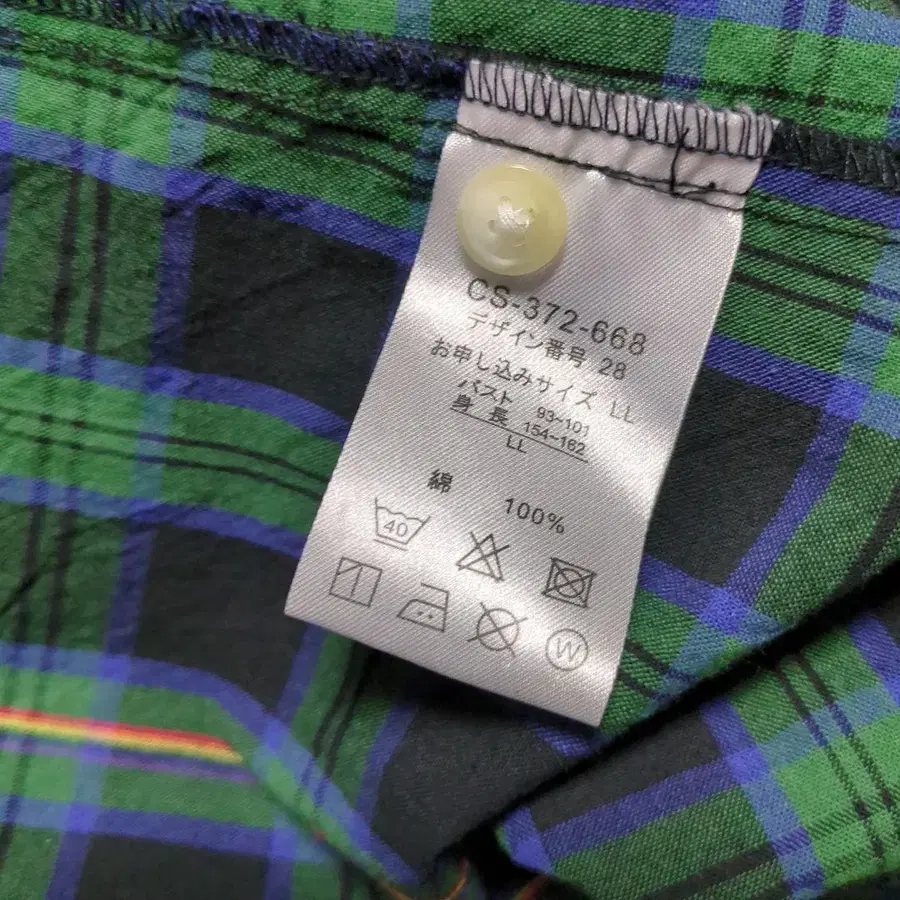 CS-372-668
デザイン番号 28
お申し込みサイズ LL
バスト 93~101
身長 154~162
LL
綿 100%
40
W